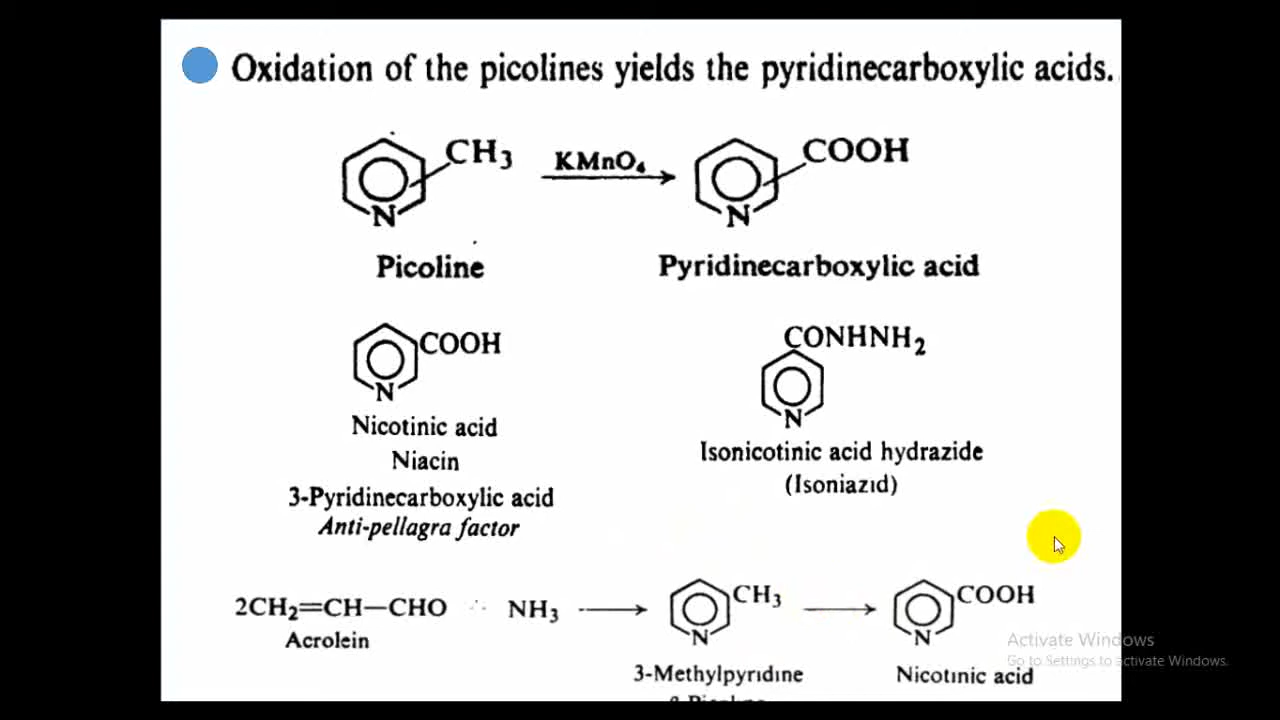 Oxidation of the picolines yields the pyridinecarboxylic acids.
CH3 KMnO4 COOH
N N
Picoline Pyridinecarboxylic acid
COOH CONHNH2
N N
Nicotinic acid Isonicotinic acid hydrazide
Niacin (Isoniazid)
3-Pyridinecarboxylic acid
Anti-pellagra factor
2CH2=CH—CHO NH3 CH3 COOH
N N
Acrolein 3-Methylpyridine Nicotinic acid
Activate Windows
Go to Settings to activate Windows.